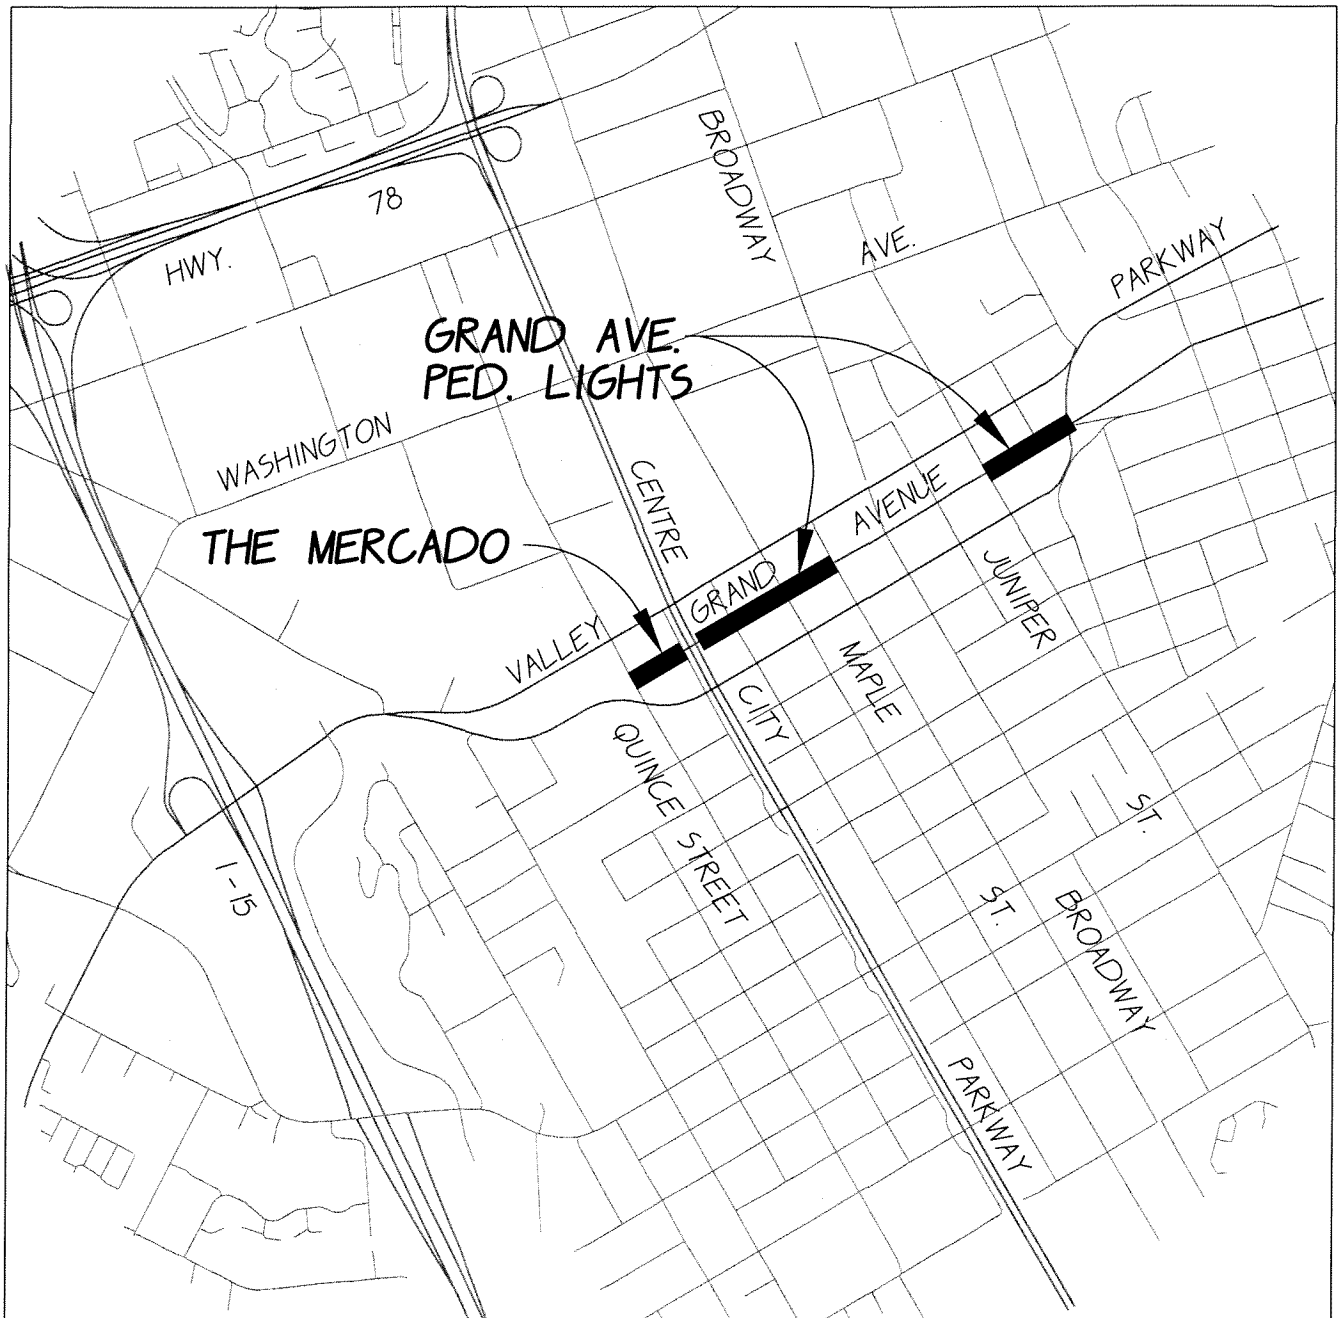 BROADWAY
78
HWY.
AVE.
PARKWAY
GRAND AVE.
PED. LIGHTS
WASHINGTON
CENTRE
AVENUE
THE MERCADO
GRAND
JUNIPER
VALLEY
MAPLE
CITY
QUINCE STREET
ST.
I-15
ST.
BROADWAY
PARKWAY